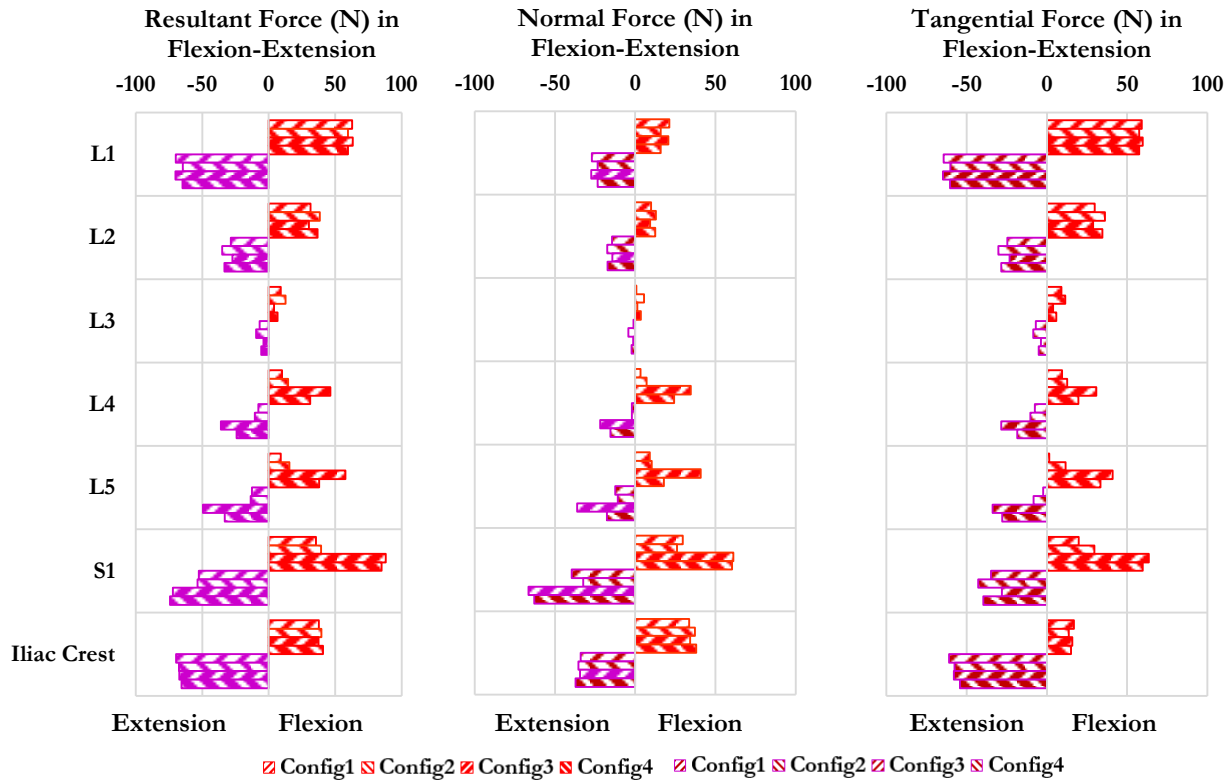 Resultant Force (N) in
Flexion-Extension
Normal Force (N) in
Flexion-Extension
Tangential Force (N) in
Flexion-Extension
-100 -50 0 50 100
-100 -50 0 50 100
-100 -50 0 50 100
L1
L2
L3
L4
L5
S1
Iliac Crest
Extension Flexion
Extension Flexion
Extension Flexion
Config1 Config2 Config3 Config4 Config1 Config2 Config3 Config4